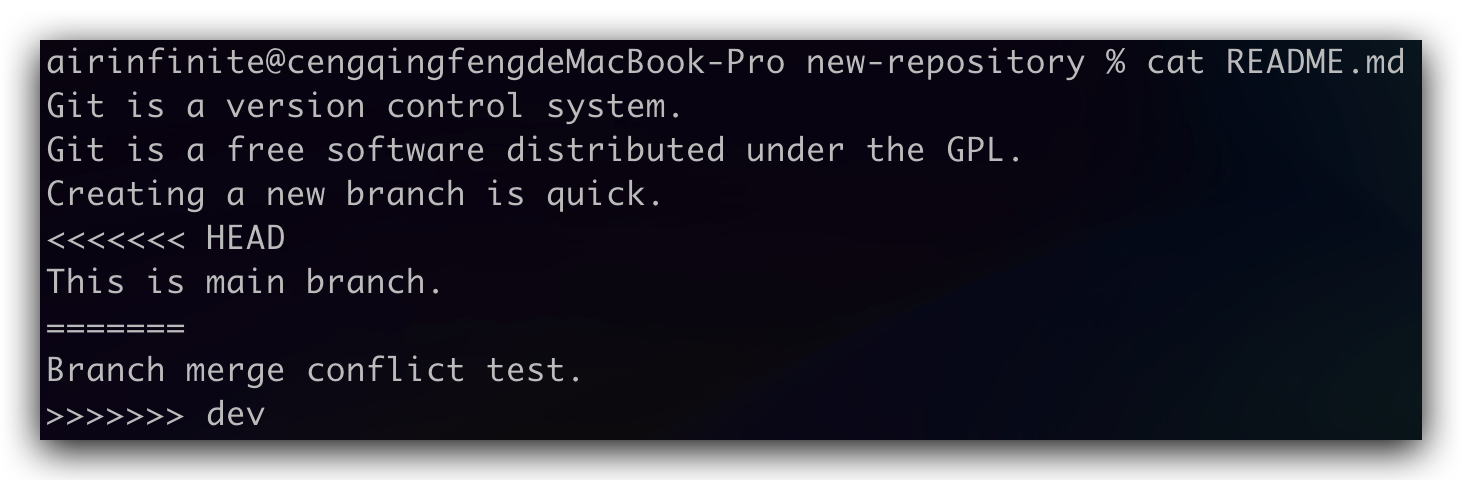 airinfinite@cengqingfengdeMacBook-Pro new-repository % cat README.md
Git is a version control system.
Git is a free software distributed under the GPL.
Creating a new branch is quick.
<<<<<<< HEAD
This is main branch.
=======
Branch merge conflict test.
>>>>>>> dev